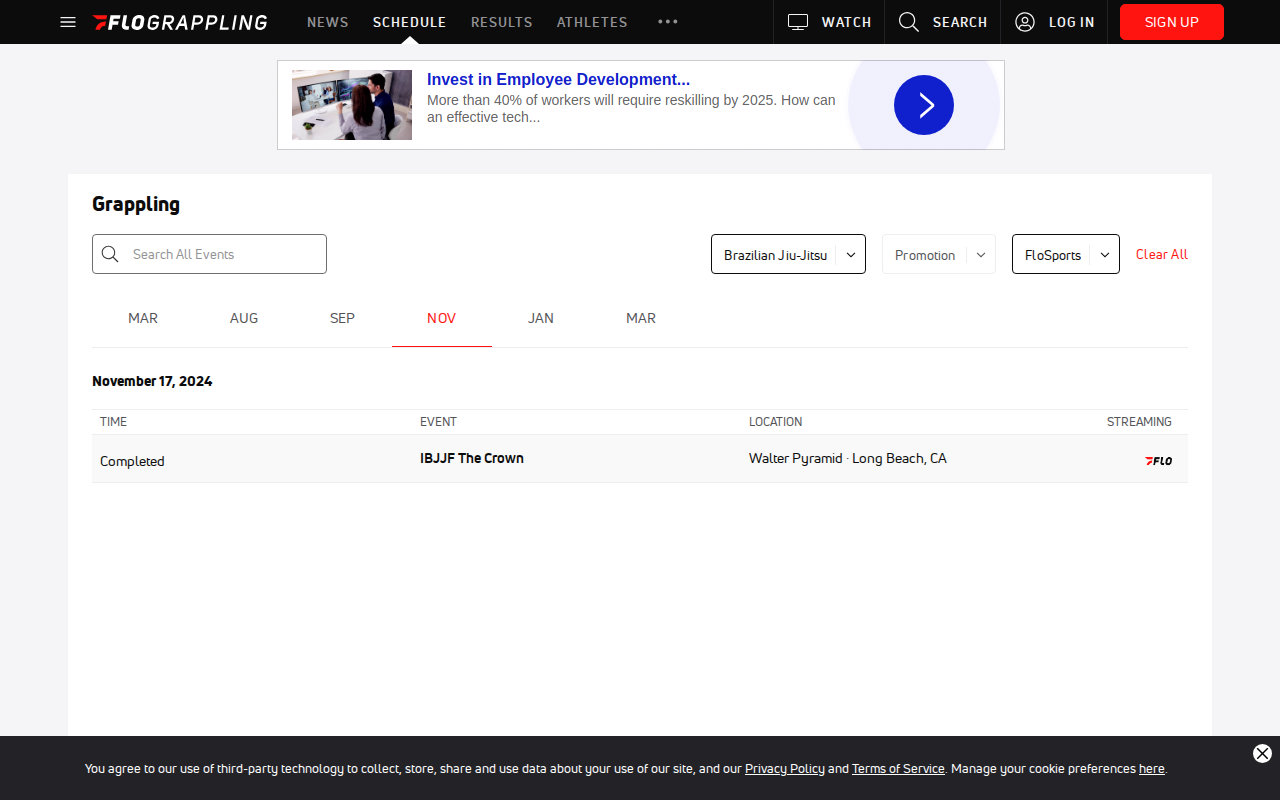 FLOGRAPPLING NEWS SCHEDULE RESULTS ATHLETES WATCH SEARCH LOG IN SIGN UP
Invest in Employee Development...
More than 40% of workers will require reskilling by 2025. How can
an effective tech...
Grappling
Search All Events Brazilian Jiu-Jitsu Promotion FloSports Clear All
MAR AUG SEP NOV JAN MAR
November 17, 2024
TIME EVENT LOCATION STREAMING
Completed IBJJF The Crown Walter Pyramid · Long Beach, CA FLO
You agree to our use of third-party technology to collect, store, share and use data about your use of our site, and our Privacy Policy and Terms of Service. Manage your cookie preferences here.